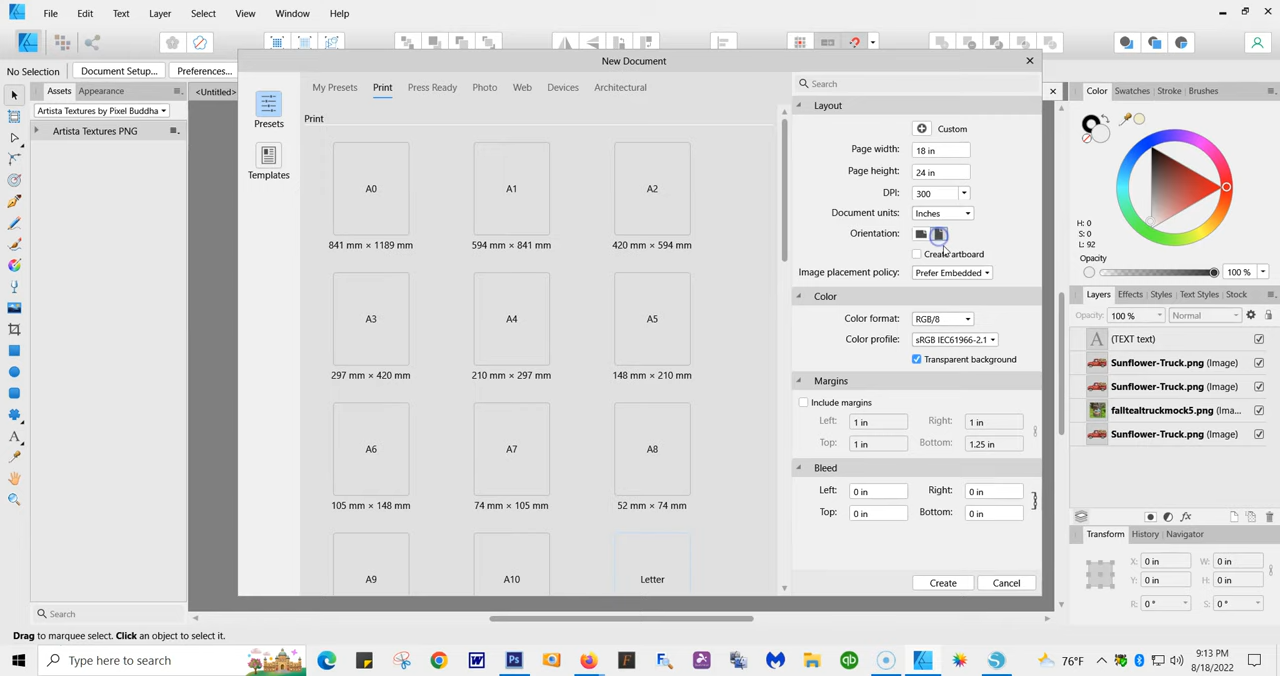 File Edit Text Layer Select View Window Help
No Selection Document Setup... Preferences...
New Document
Assets Appearance
<Untitled>
Artista Textures by Pixel Buddha
Artista Textures PNG
Search
Presets
Templates
My Presets Print Press Ready Photo Web Devices Architectural
Print
A0 A1 A2
841 mm × 1189 mm 594 mm × 841 mm 420 mm × 594 mm
A3 A4 A5
297 mm × 420 mm 210 mm × 297 mm 148 mm × 210 mm
A6 A7 A8
105 mm × 148 mm 74 mm × 105 mm 52 mm × 74 mm
A9 A10 Letter
Search
Layout
Custom
Page width: 18 in
Page height: 24 in
DPI: 300
Document units: Inches
Orientation:
Create artboard
Image placement policy: Prefer Embedded
Color
Color format: RGB/8
Color profile: sRGB IEC61966-2.1
Transparent background
Margins
Include margins
Left: 1 in Right: 1 in
Top: 1 in Bottom: 1.25 in
Bleed
Left: 0 in Right: 0 in
Top: 0 in Bottom: 0 in
Create Cancel
Color Swatches Stroke Brushes
H: 0
S: 0
L: 92
Opacity
100 %
Layers Effects Styles Text Styles Stock
Opacity: 100 % Normal
A (TEXT text)
Sunflower-Truck.png (Image)
Sunflower-Truck.png (Image)
falltealtruckmock5.png (Ima...
Sunflower-Truck.png (Image)
fx
Transform History Navigator
X: 0 in W: 0 in
Y: 0 in H: 0 in
R: 0 ° S: 0 °
Drag to marquee select. Click an object to select it.
Type here to search
76°F
9:13 PM
8/18/2022